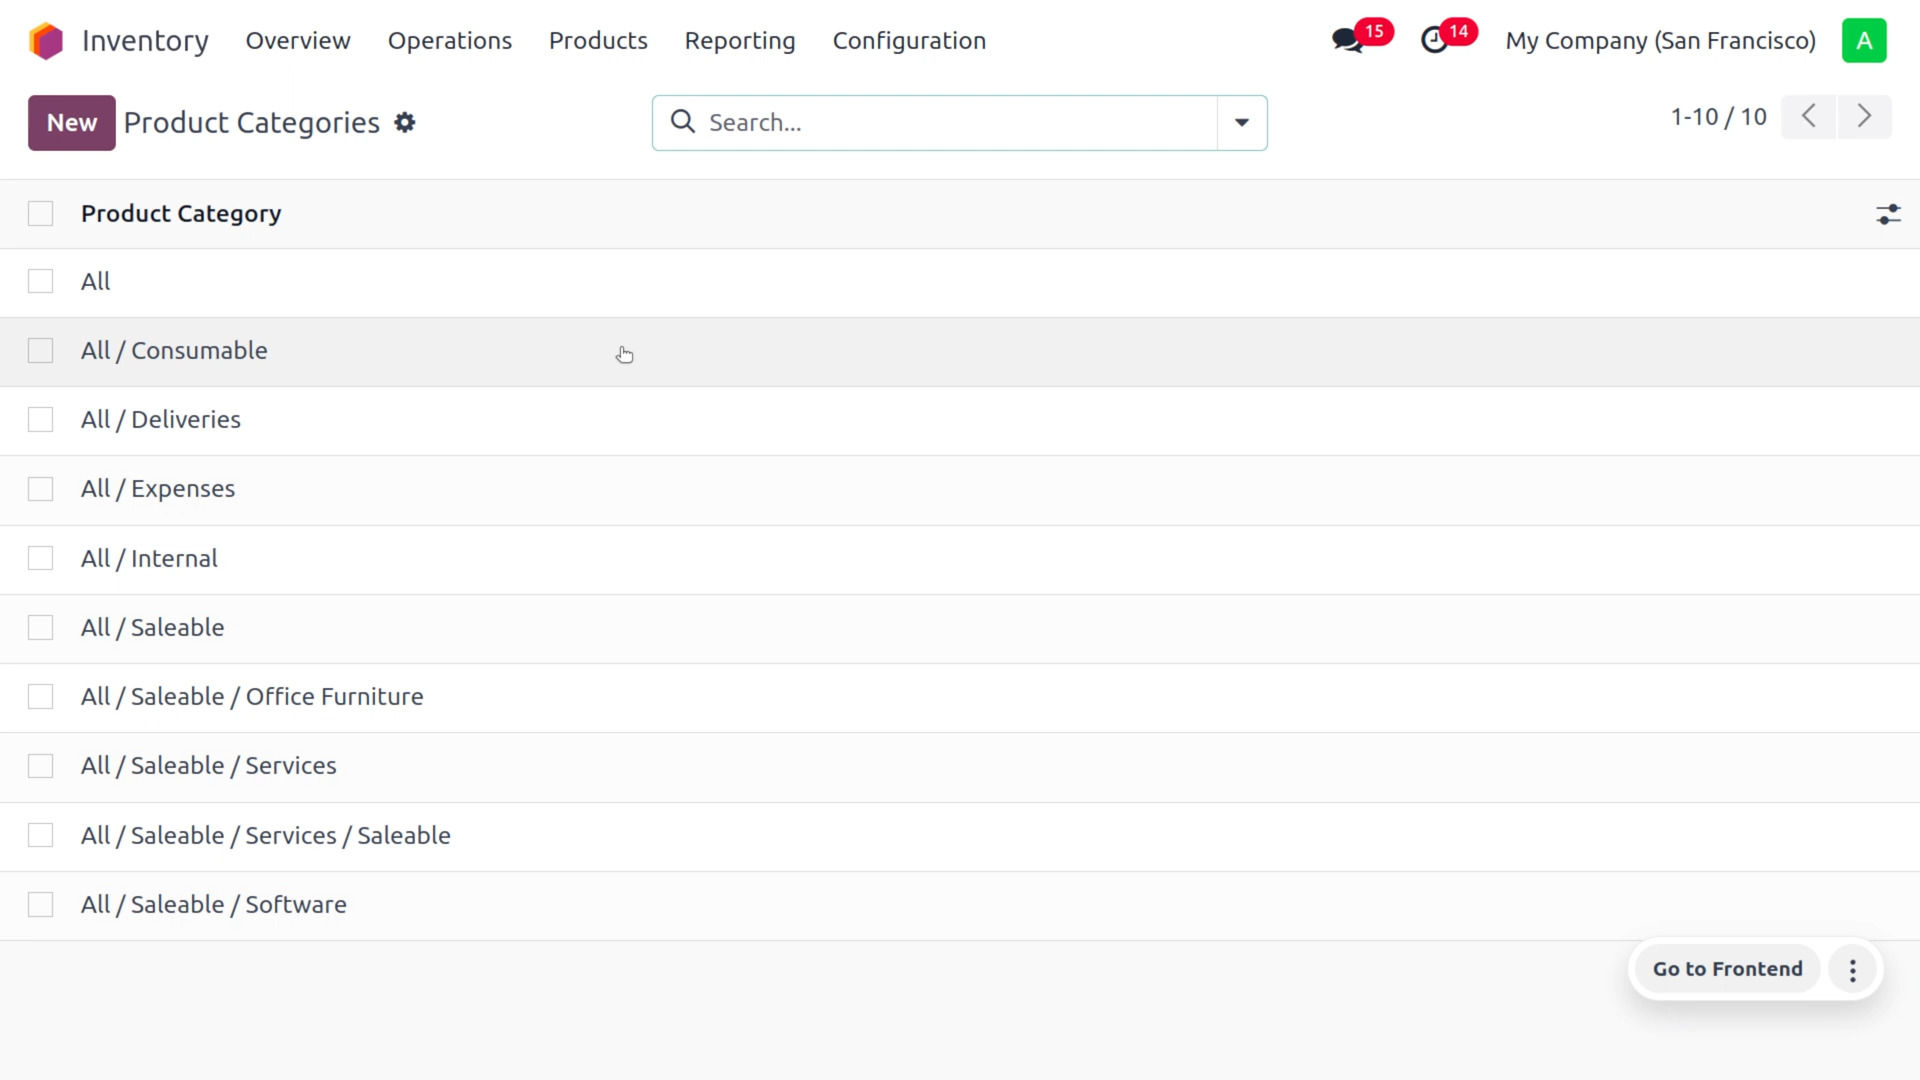 Inventory Overview Operations Products Reporting Configuration 15 14 My Company (San Francisco) A
New Product Categories Search... 1-10 / 10
Product Category
All
All / Consumable
All / Deliveries
All / Expenses
All / Internal
All / Saleable
All / Saleable / Office Furniture
All / Saleable / Services
All / Saleable / Services / Saleable
All / Saleable / Software
Go to Frontend